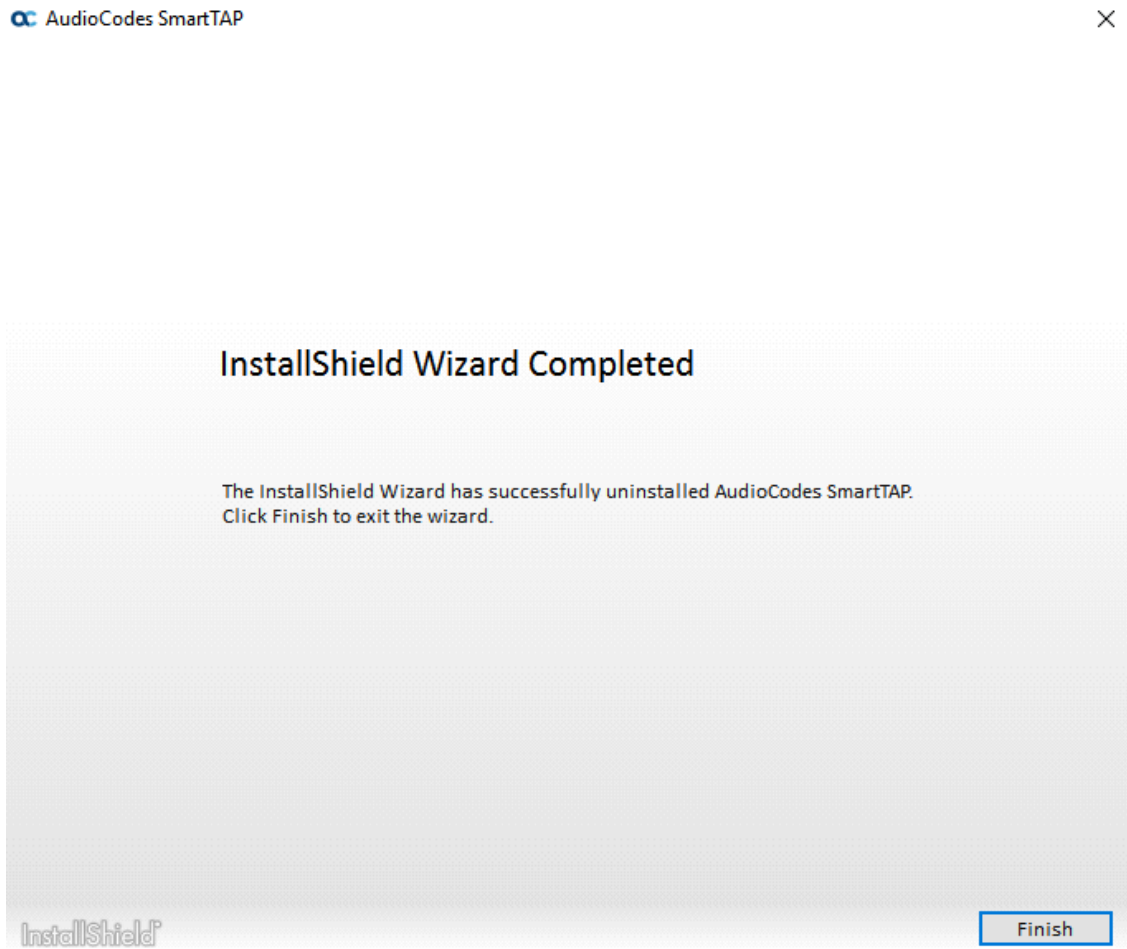 AudioCodes SmartTAP
InstallShield Wizard Completed
The InstallShield Wizard has successfully uninstalled AudioCodes SmartTAP.
Click Finish to exit the wizard.
InstallShield
Finish